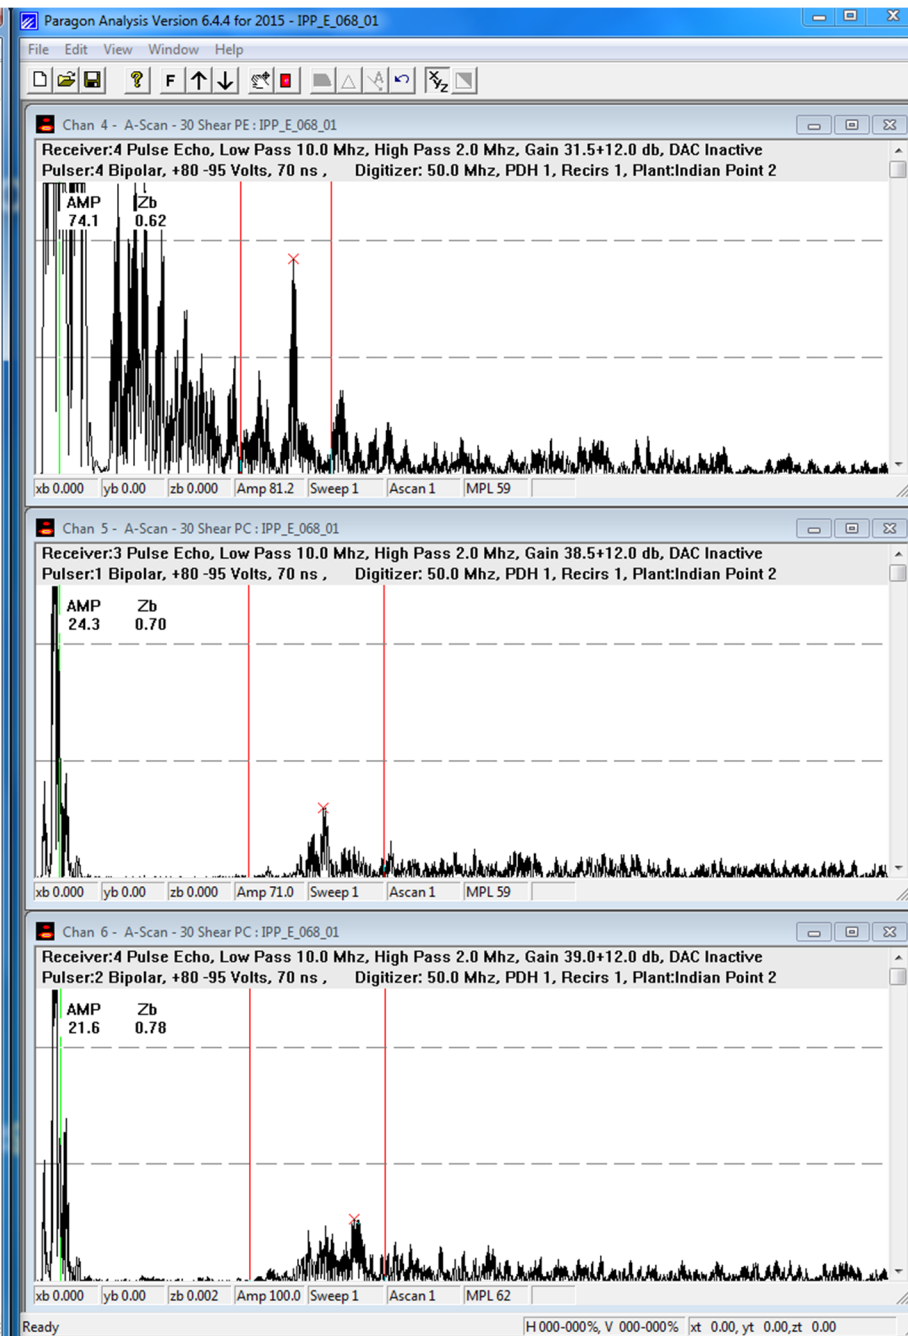 Paragon Analysis Version 6.4.4 for 2015 - IPP_E_068_01
File Edit View Window Help
F
XYZ
Chan 4 - A-Scan - 30 Shear PE : IPP_E_068_01
Receiver:4 Pulse Echo, Low Pass 10.0 Mhz, High Pass 2.0 Mhz, Gain 31.5+12.0 db, DAC Inactive
Pulser:4 Bipolar, +80 -95 Volts, 70 ns , Digitizer: 50.0 Mhz, PDH 1, Recirs 1, Plant:Indian Point 2
AMP Zb
74.1 0.62
xb 0.000 yb 0.00 zb 0.000 Amp 81.2 Sweep 1 Ascan 1 MPL 59
Chan 5 - A-Scan - 30 Shear PC : IPP_E_068_01
Receiver:3 Pulse Echo, Low Pass 10.0 Mhz, High Pass 2.0 Mhz, Gain 38.5+12.0 db, DAC Inactive
Pulser:1 Bipolar, +80 -95 Volts, 70 ns , Digitizer: 50.0 Mhz, PDH 1, Recirs 1, Plant:Indian Point 2
AMP Zb
24.3 0.70
xb 0.000 yb 0.00 zb 0.000 Amp 71.0 Sweep 1 Ascan 1 MPL 59
Chan 6 - A-Scan - 30 Shear PC : IPP_E_068_01
Receiver:4 Pulse Echo, Low Pass 10.0 Mhz, High Pass 2.0 Mhz, Gain 39.0+12.0 db, DAC Inactive
Pulser:2 Bipolar, +80 -95 Volts, 70 ns , Digitizer: 50.0 Mhz, PDH 1, Recirs 1, Plant:Indian Point 2
AMP Zb
21.6 0.78
xb 0.000 yb 0.00 zb 0.002 Amp 100.0 Sweep 1 Ascan 1 MPL 62
Ready H 000-000%, V 000-000% xt 0.00, yt 0.00,zt 0.00